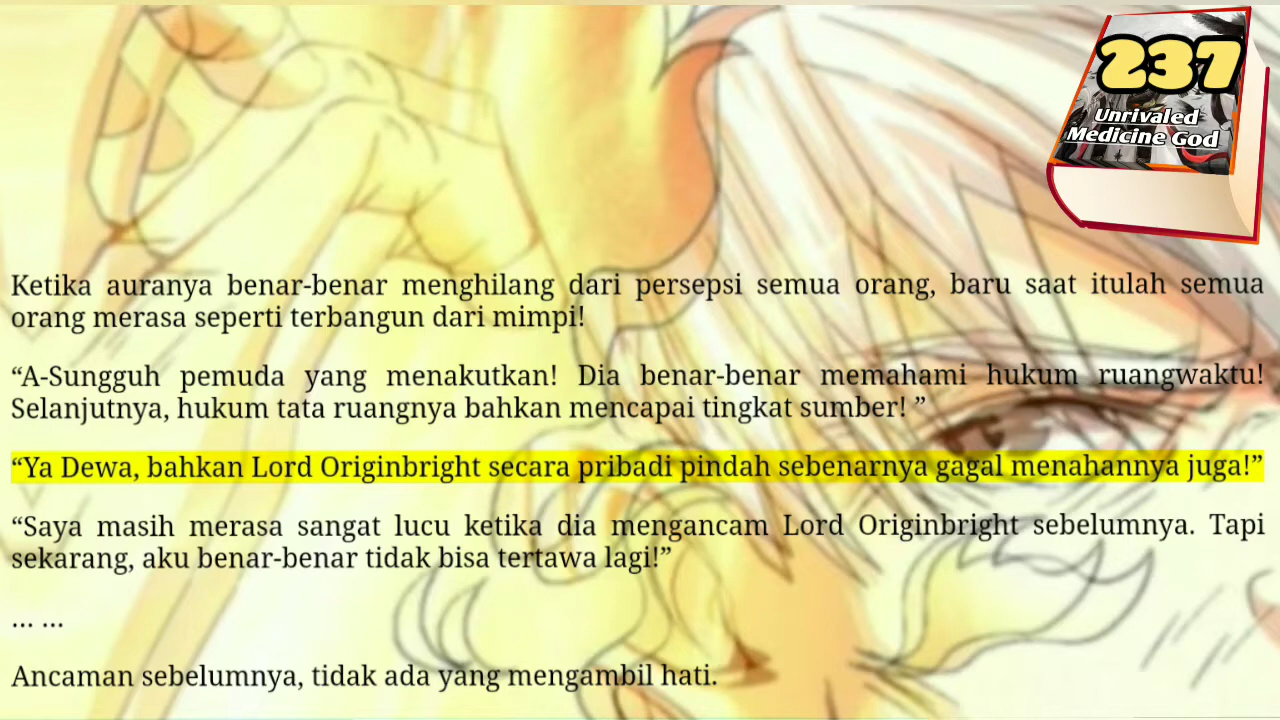 237
Unrivaled
Medicine God
Ketika auranya benar-benar menghilang dari persepsi semua orang, baru saat itulah semua
orang merasa seperti terbangun dari mimpi!
“A-Sungguh pemuda yang menakutkan! Dia benar-benar memahami hukum ruangwaktu!
Selanjutnya, hukum tata ruangnya bahkan mencapai tingkat sumber! ”
“Ya Dewa, bahkan Lord Originbright secara pribadi pindah sebenarnya gagal menahannya juga!”
“Saya masih merasa sangat lucu ketika dia mengancam Lord Originbright sebelumnya. Tapi
sekarang, aku benar-benar tidak bisa tertawa lagi!”
... ...
Ancaman sebelumnya, tidak ada yang mengambil hati.